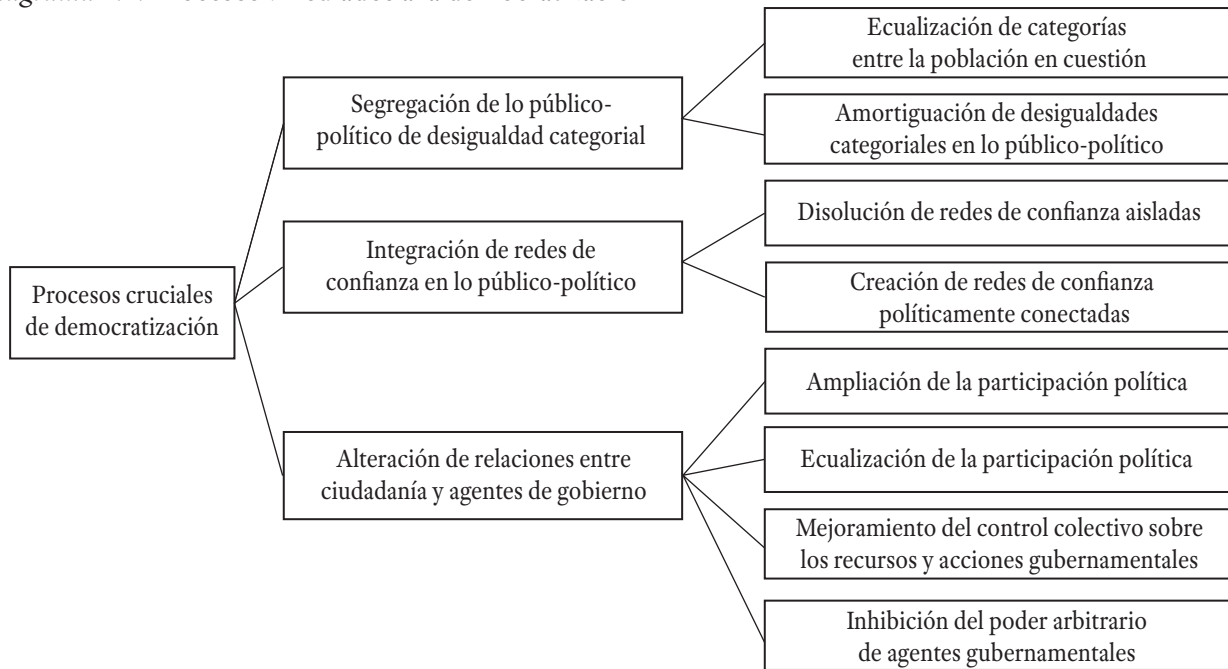 Procesos cruciales
de democratización
Segregación de lo público-
político de desigualdad categorial
Ecualización de categorías
entre la población en cuestión
Amortiguación de desigualdades
categoriales en lo público-político
Integración de redes de
confianza en lo público-político
Disolución de redes de confianza aisladas
Creación de redes de confianza
políticamente conectadas
Alteración de relaciones entre
ciudadanía y agentes de gobierno
Ampliación de la participación política
Ecualización de la participación política
Mejoramiento del control colectivo sobre
los recursos y acciones gubernamentales
Inhibición del poder arbitrario
de agentes gubernamentales